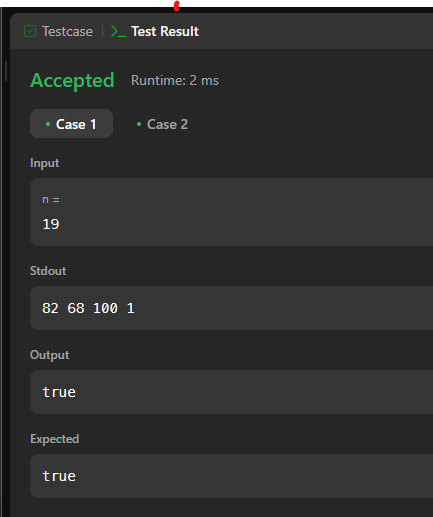 Testcase Test Result
Accepted Runtime: 2 ms
Case 1 Case 2
Input
n =
19
Stdout
82 68 100 1
Output
true
Expected
true